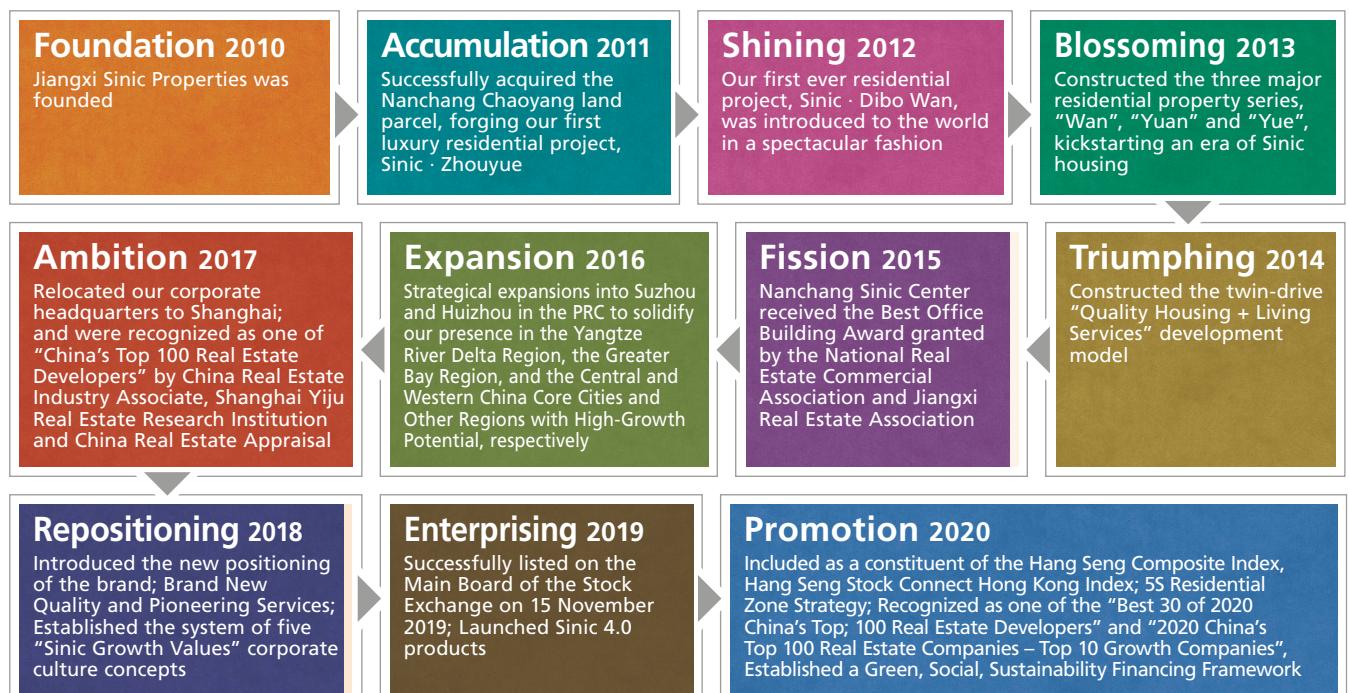 Foundation 2010
Jiangxi Sinic Properties was
founded
Accumulation 2011
Successfully acquired the
Nanchang Chaoyang land
parcel, forging our first
luxury residential project,
Sinic · Zhouyue
Shining 2012
Our first ever residential
project, Sinic · Dibo Wan,
was introduced to the world
in a spectacular fashion
Blossoming 2013
Constructed the three major
residential property series,
“Wan”, “Yuan” and “Yue”,
kickstarting an era of Sinic
housing
Triumphing 2014
Constructed the twin-drive
“Quality Housing + Living
Services” development
model
Fission 2015
Nanchang Sinic Center
received the Best Office
Building Award granted
by the National Real
Estate Commercial
Association and Jiangxi
Real Estate Association
Expansion 2016
Strategical expansions into Suzhou
and Huizhou in the PRC to solidify
our presence in the Yangtze
River Delta Region, the Greater
Bay Region, and the Central and
Western China Core Cities and
Other Regions with High-Growth
Potential, respectively
Ambition 2017
Relocated our corporate
headquarters to Shanghai;
and were recognized as one of
“China’s Top 100 Real Estate
Developers” by China Real Estate
Industry Associate, Shanghai Yiju
Real Estate Research Institution
and China Real Estate Appraisal
Repositioning 2018
Introduced the new positioning
of the brand; Brand New
Quality and Pioneering Services;
Established the system of five
“Sinic Growth Values” corporate
culture concepts
Enterprising 2019
Successfully listed on the
Main Board of the Stock
Exchange on 15 November
2019; Launched Sinic 4.0
products
Promotion 2020
Included as a constituent of the Hang Seng Composite Index,
Hang Seng Stock Connect Hong Kong Index; 5S Residential
Zone Strategy; Recognized as one of the “Best 30 of 2020
China’s Top; 100 Real Estate Developers” and “2020 China’s
Top 100 Real Estate Companies – Top 10 Growth Companies”,
Established a Green, Social, Sustainability Financing Framework